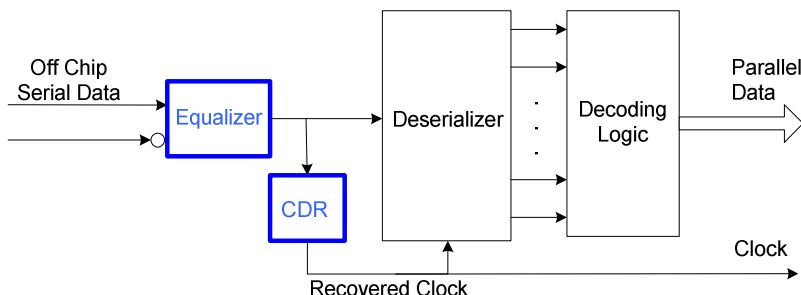 Off Chip
Serial Data
Equalizer
CDR
Deserializer
Decoding
Logic
Parallel
Data
Clock
Recovered Clock